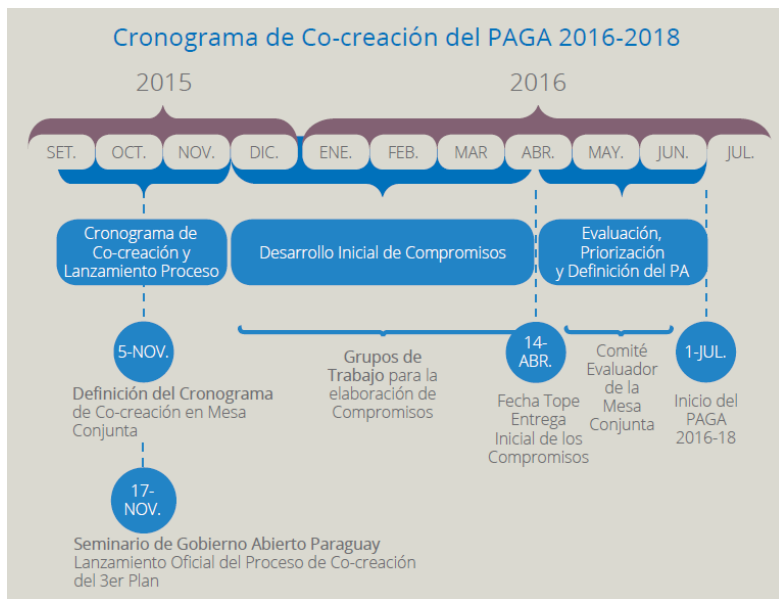 Cronograma de Co-creación del PAGA 2016-2018
2015
2016
SET.
OCT.
NOV.
DIC.
ENE.
FEB.
MAR
ABR.
MAY.
JUN.
JUL.
Cronograma de
Co-creación y
Lanzamiento Proceso
Desarrollo Inicial de Compromisos
Evaluación,
Priorización
y Definición del PA
5-NOV.
Definición del Cronograma
de Co-creación en Mesa
Conjunta
Grupos de
Trabajo para la
elaboración de
Compromisos
14-
ABR.
Fecha Tope
Entrega
Inicial de los
Compromisos
Comité
Evaluador
de la
Mesa
Conjunta
1-JUL.
Inicio del
PAGA
2016-18
17-
NOV.
Seminario de Gobierno Abierto Paraguay
Lanzamiento Oficial del Proceso de Co-creación
del 3er Plan